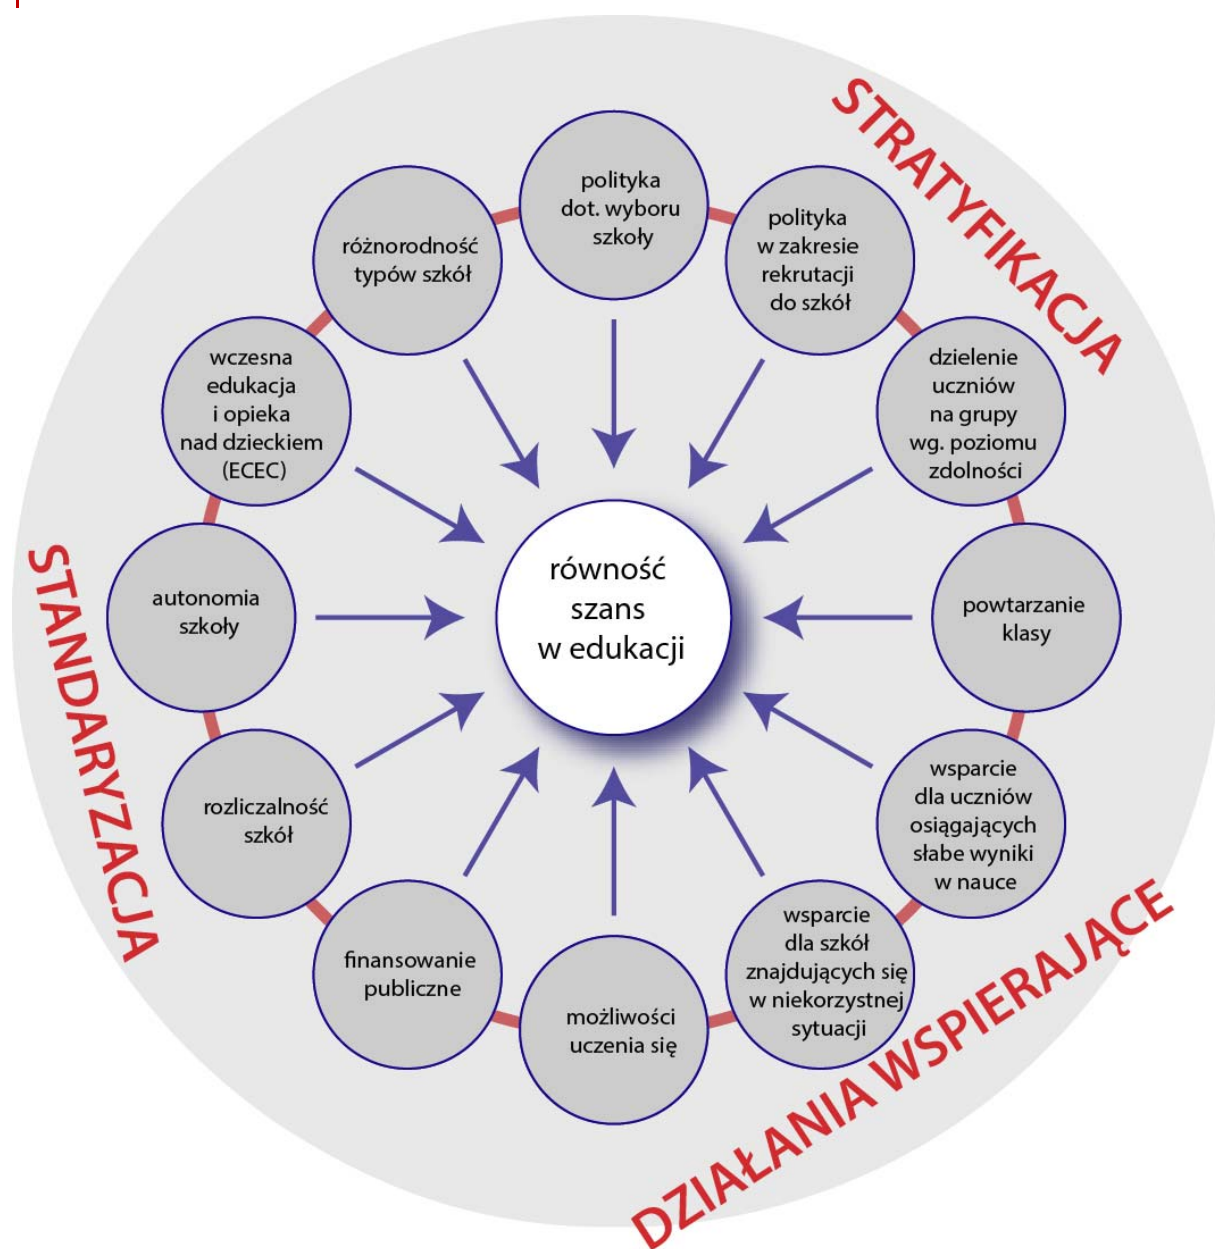 STRATYFIKACJA
polityka
dot. wyboru
szkoły
polityka
w zakresie
rekrutacji
do szkół
dzielenie
uczniów
na grupy
wg. poziomu
zdolności
powtarzanie
klasy
wsparcie
dla uczniów
osiągających
słabe wyniki
w nauce
DZIAŁANIA WSPIERAJĄCE
wsparcie
dla szkół
znajdujących się
w niekorzystnej
sytuacji
możliwości
uczenia się
finansowanie
publiczne
rozliczalność
szkół
STANDARYZACJA
autonomia
szkoły
wczesna
edukacja
i opieka
nad dzieckiem
(ECEC)
różnorodność
typów szkół
równość
szans
w edukacji